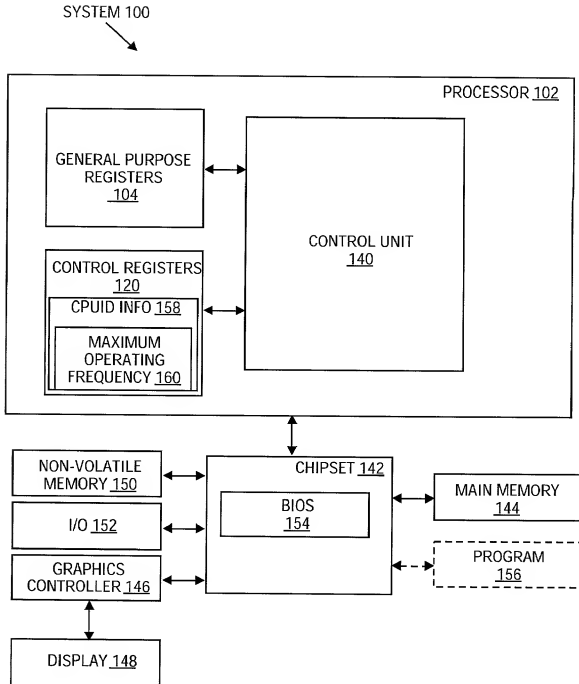 SYSTEM 100
PROCESSOR 102
GENERAL PURPOSE
REGISTERS
104
CONTROL UNIT
140
CONTROL REGISTERS
120
CPUID INFO 158
MAXIMUM
OPERATING
FREQUENCY 160
NON-VOLATILE
MEMORY 150
CHIPSET 142
BIOS
154
MAIN MEMORY
144
I/O 152
PROGRAM
156
GRAPHICS
CONTROLLER 146
DISPLAY 148